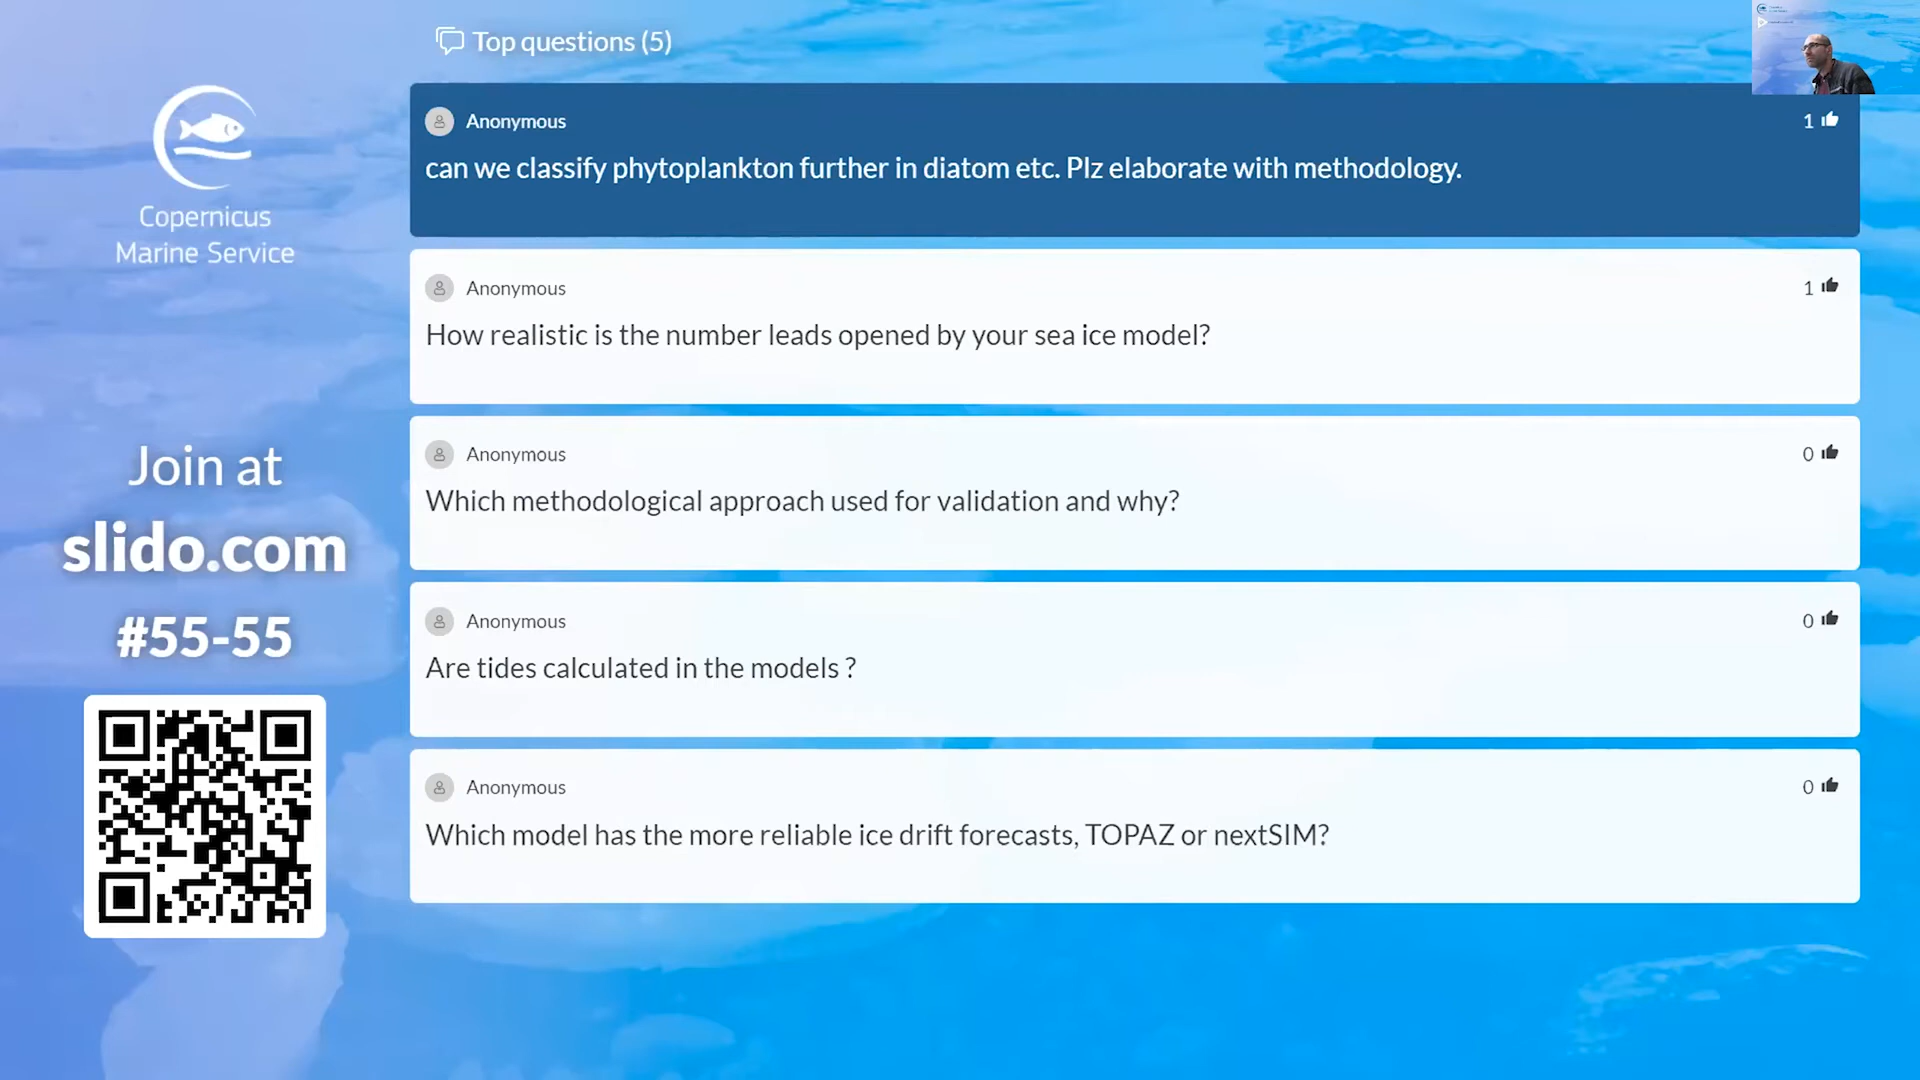 Top questions (5)
Copernicus
Marine Service
Join at
slido.com
#55-55
Anonymous
1
can we classify phytoplankton further in diatom etc. Plz elaborate with methodology.
Anonymous
1
How realistic is the number leads opened by your sea ice model?
Anonymous
0
Which methodological approach used for validation and why?
Anonymous
0
Are tides calculated in the models ?
Anonymous
0
Which model has the more reliable ice drift forecasts, TOPAZ or nextSIM?